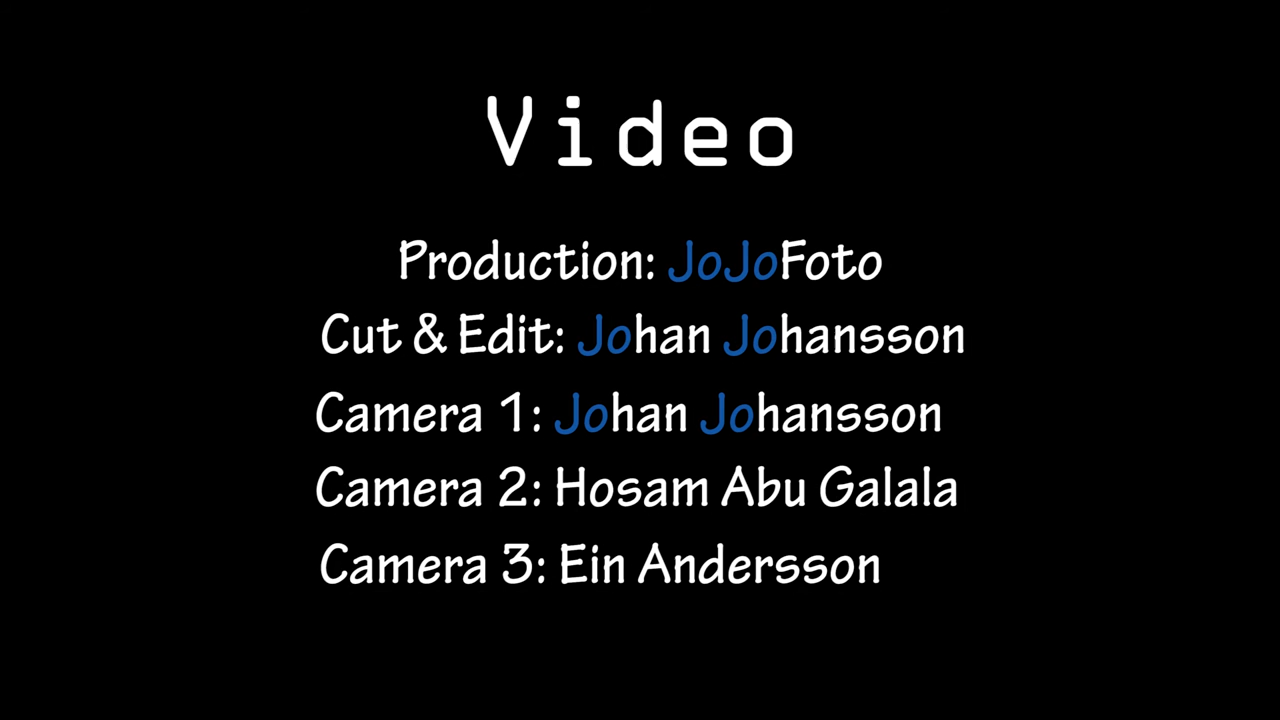 Video
Production: JoJoFoto
Cut & Edit: Johan Johansson
Camera 1: Johan Johansson
Camera 2: Hosam Abu Galala
Camera 3: Ein Andersson